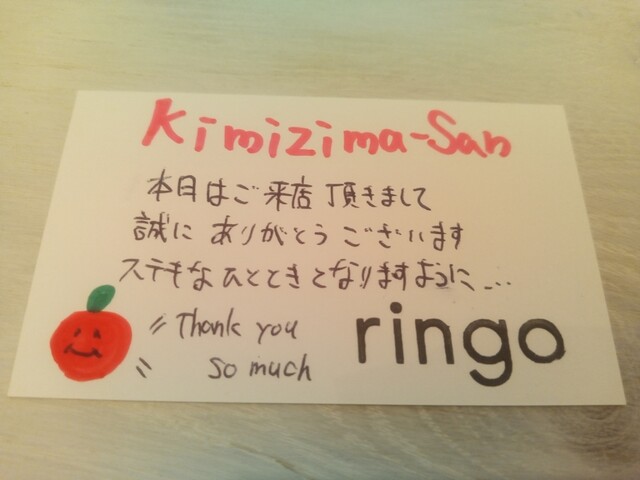 Kimizima-San
本日はご来店頂きまして
誠にありがとうございます
ステキなひとときとなりますように...
〃Thank you
so much〃
ringo